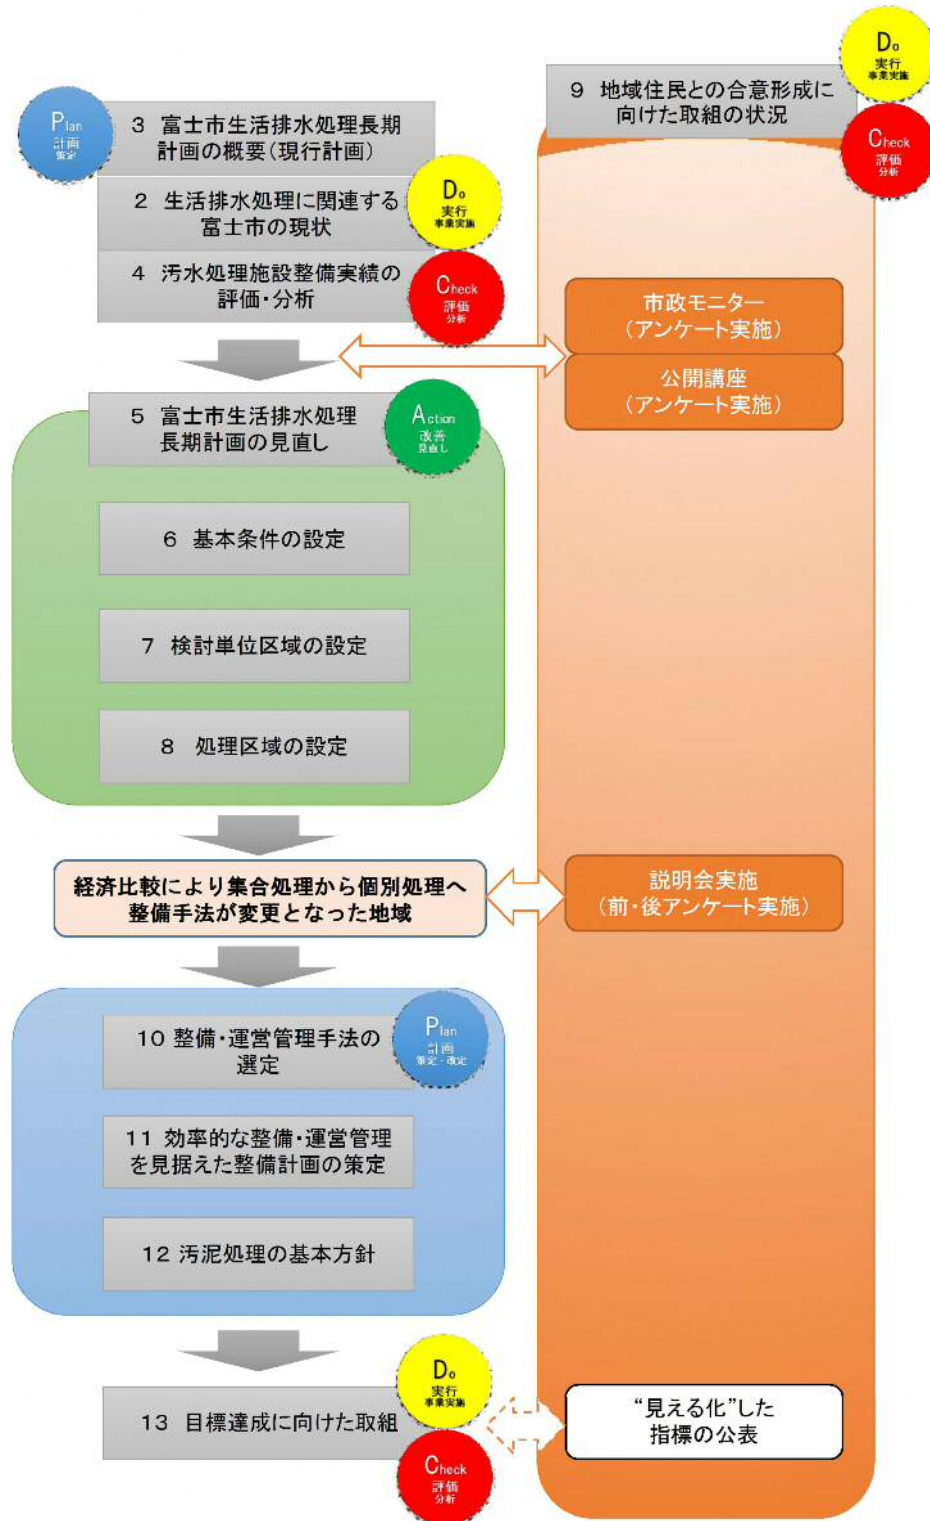 Plan
計画
策定
3 富士市生活排水処理長期
計画の概要(現行計画)
2 生活排水処理に関連する
富士市の現状
Do
実行
事業実施
4 汚水処理施設整備実績の
評価・分析
Check
評価
分析
5 富士市生活排水処理
長期計画の見直し
Action
改善
見直し
6 基本条件の設定
7 検討単位区域の設定
8 処理区域の設定
経済比較により集合処理から個別処理へ
整備手法が変更となった地域
10 整備・運営管理手法の
選定
Plan
計画
策定・改定
11 効率的な整備・運営管理
を見据えた整備計画の策定
12 汚泥処理の基本方針
13 目標達成に向けた取組
Do
実行
事業実施
Check
評価
分析
9 地域住民との合意形成に
向けた取組の状況
Do
実行
事業実施
Check
評価
分析
市政モニター
(アンケート実施)
公開講座
(アンケート実施)
説明会実施
(前・後アンケート実施)
“見える化”した
指標の公表